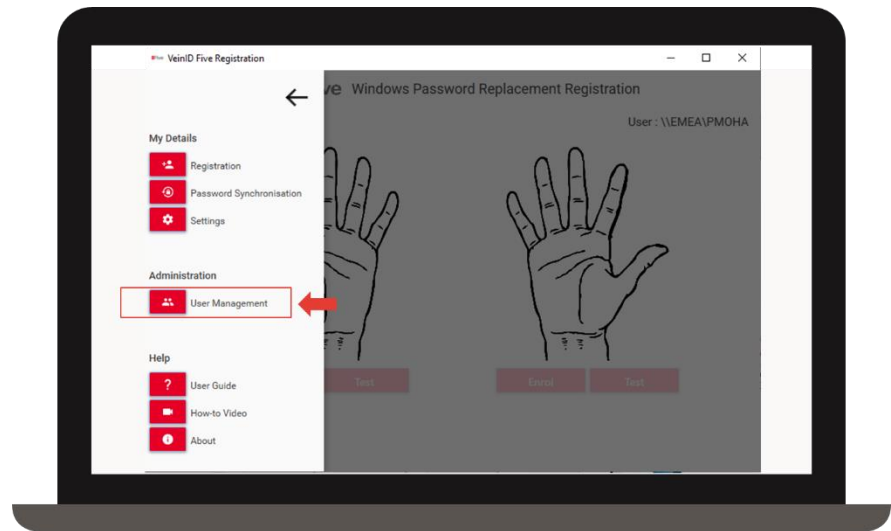 VeinID Five Registration
ve Windows Password Replacement Registration
User : \\EMEA\PMOHA
My Details
Registration
Password Synchronisation
Settings
Administration
User Management
Help
? User Guide
How-to Video
About
Test
Enrol Test